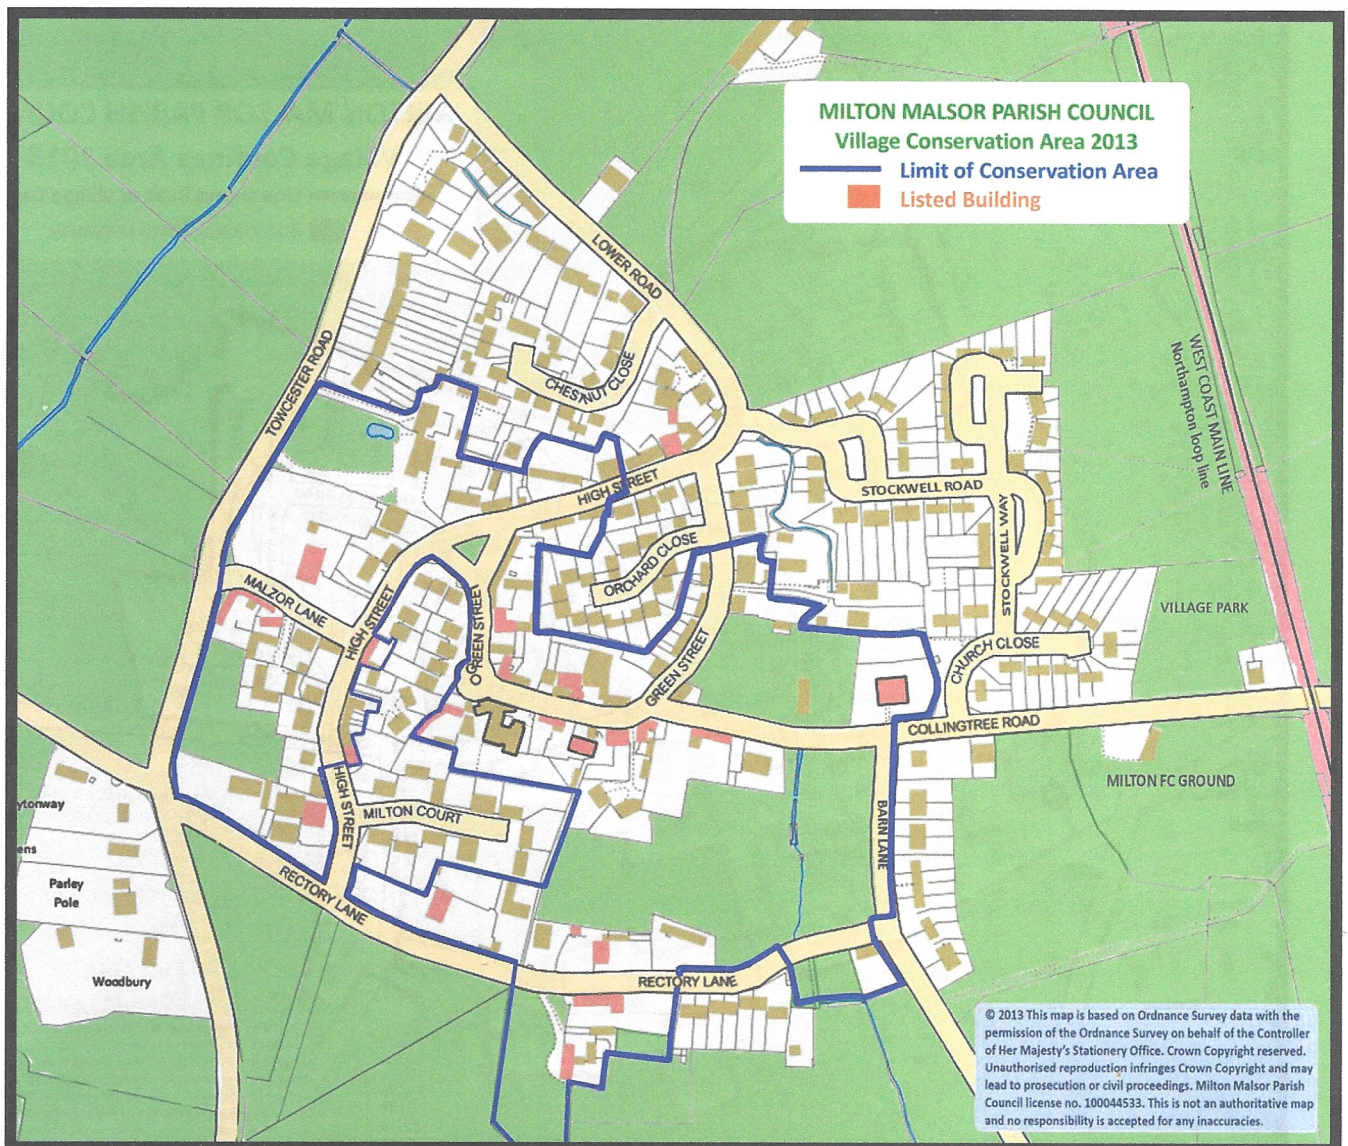 MILTON MALSOR PARISH COUNCIL
Village Conservation Area 2013
Limit of Conservation Area
Listed Building
LOWER ROAD
TOWCESTER ROAD
CHESTNUT CLOSE
WEST COAST MAIN LINE
Northampton loop line
HIGH STREET
STOCKWELL ROAD
STOCKWELL WAY
ORCHARD CLOSE
MALZOR LANE
HIGH STREET
GREEN STREET
GREEN STREET
VILLAGE PARK
CHURCH CLOSE
COLLINGTREE ROAD
MILTON FC GROUND
HIGH STREET
MILTON COURT
BARN LANE
ytonway
ens
Parley
Pole
RECTORY LANE
Woodbury
RECTORY LANE
© 2013 This map is based on Ordnance Survey data with the
permission of the Ordnance Survey on behalf of the Controller
of Her Majesty's Stationery Office. Crown Copyright reserved.
Unauthorised reproduction infringes Crown Copyright and may
lead to prosecution or civil proceedings. Milton Malsor Parish
Council license no. 100044533. This is not an authoritative map
and no responsibility is accepted for any inaccuracies.